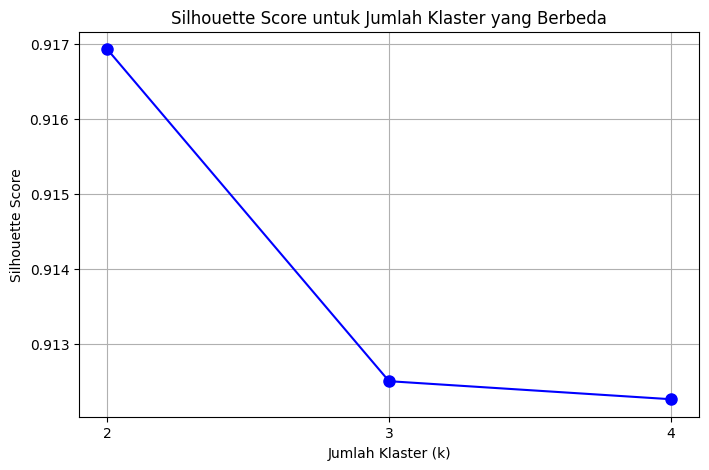 Silhouette Score untuk Jumlah Klaster yang Berbeda
0.917
0.916
0.915
0.914
0.913
Silhouette Score
2
3
4
Jumlah Klaster (k)